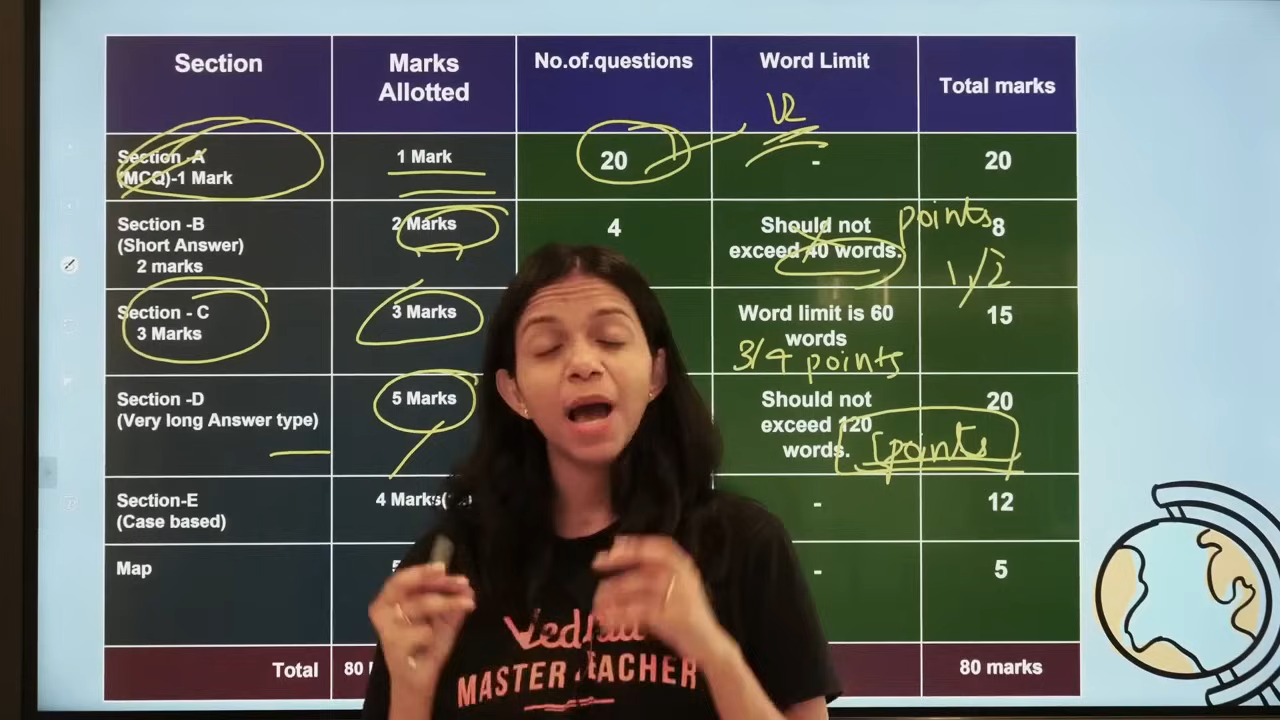 Section
Marks
Allotted
No.of.questions
Word Limit
Total marks
Section -A
(MCQ)-1 Mark
1 Mark
20
-
20
Section -B
(Short Answer)
2 marks
2 Marks
4
Should not
exceed 40 words.
points
8
1/2
Section - C
3 Marks
3 Marks
Word limit is 60
words
3/4 points
15
Section -D
(Very long Answer type)
5 Marks
Should not
exceed 120
words.
points
20
Section-E
(Case based)
4 Marks(
-
12
Map
5
-
5
Total
80
80 marks
Vedantu
MASTER TEACHER